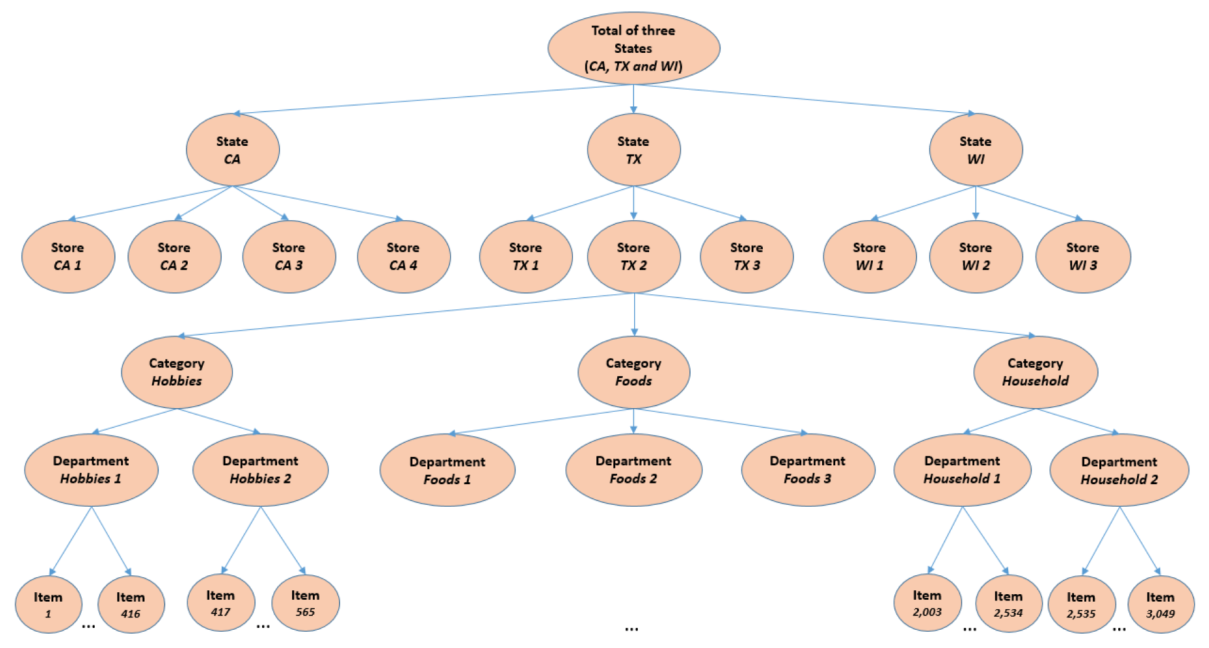 Total of three
States
(CA, TX and WI)
State
CA
State
TX
State
WI
Store
CA 1
Store
CA 2
Store
CA 3
Store
CA 4
Store
TX 1
Store
TX 2
Store
TX 3
Store
WI 1
Store
WI 2
Store
WI 3
Category
Hobbies
Category
Foods
Category
Household
Department
Hobbies 1
Department
Hobbies 2
Department
Foods 1
Department
Foods 2
Department
Foods 3
Department
Household 1
Department
Household 2
Item
1
...
Item
416
Item
417
...
Item
565
...
Item
2,003
...
Item
2,534
Item
2,535
...
Item
3,049